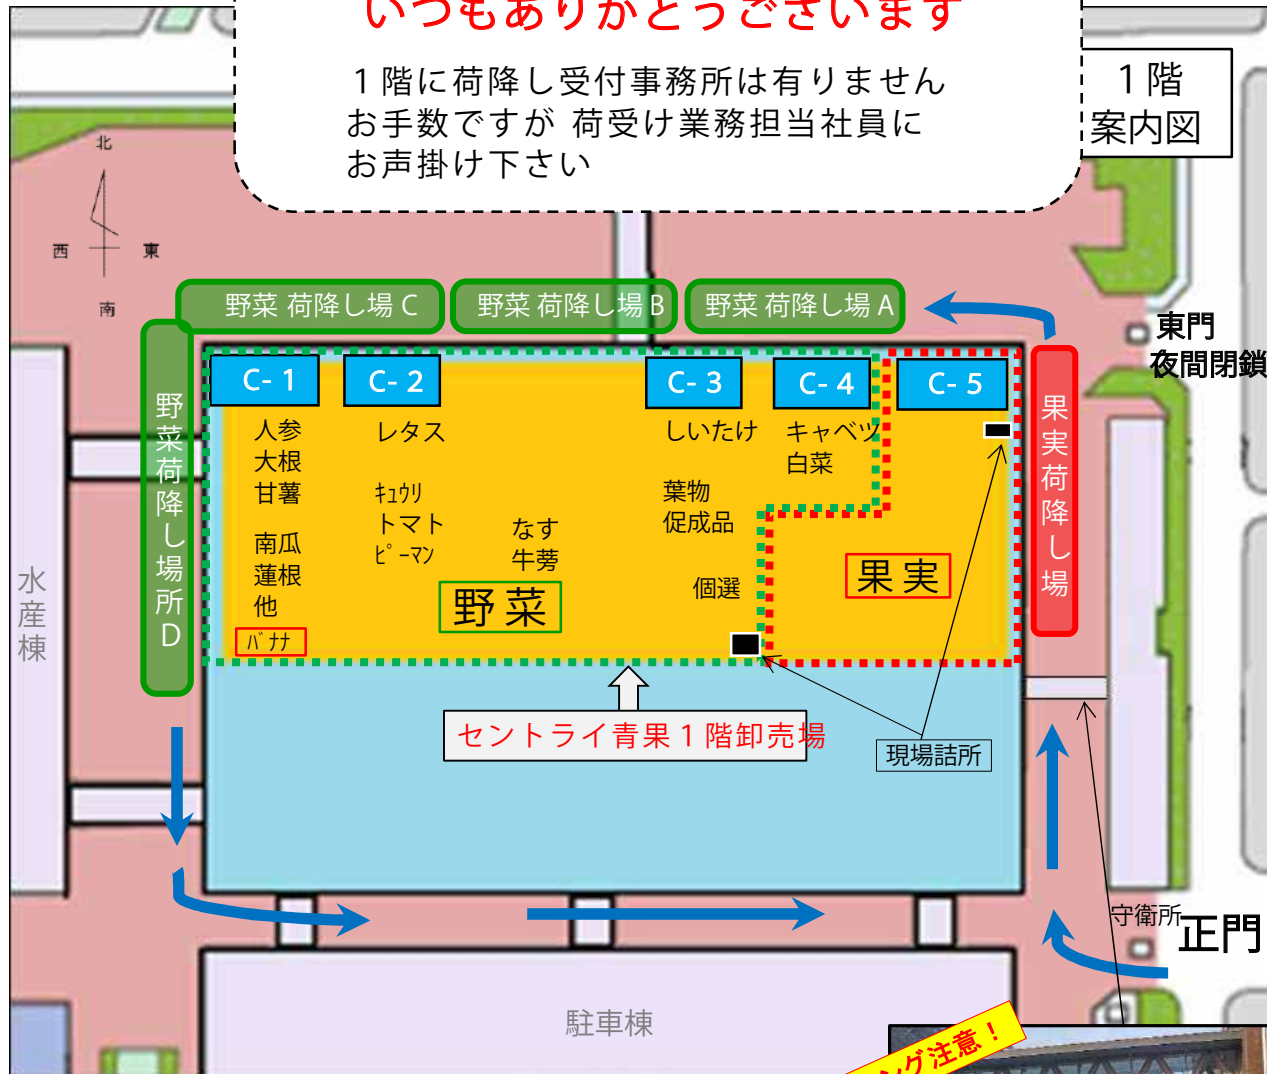 いつもありがとうございます
１階に荷降し受付事務所は有りません
お手数ですが 荷受け業務担当社員に
お声掛け下さい
１階
案内図
北
西
東
南
野菜 荷降し場 C
野菜 荷降し場 B
野菜 荷降し場 A
東門
夜間閉鎖
野菜荷降し場所D
C-1
C-2
C-3
C-4
C-5
果実荷降し場
人参
大根
甘薯
南瓜
蓮根
他
バナナ
レタス
キュウリ
トマト
ピーマン
なす
牛蒡
野菜
しいたけ
葉物
促成品
個選
キャベツ
白菜
果実
水産棟
セントライ青果１階卸売場
現場詰所
守衛所
正門
駐車棟
グ注意！